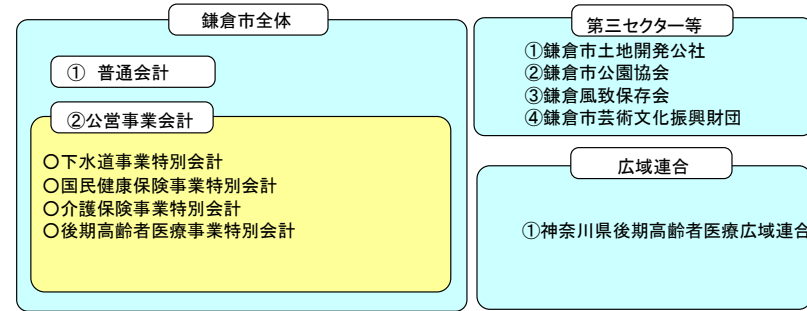 鎌倉市全体
① 普通会計
②公営事業会計
〇下水道事業特別会計
〇国民健康保険事業特別会計
〇介護保険事業特別会計
〇後期高齢者医療事業特別会計
第三セクター等
①鎌倉市土地開発公社
②鎌倉市公園協会
③鎌倉風致保存会
④鎌倉市芸術文化振興財団
広域連合
①神奈川県後期高齢者医療広域連合